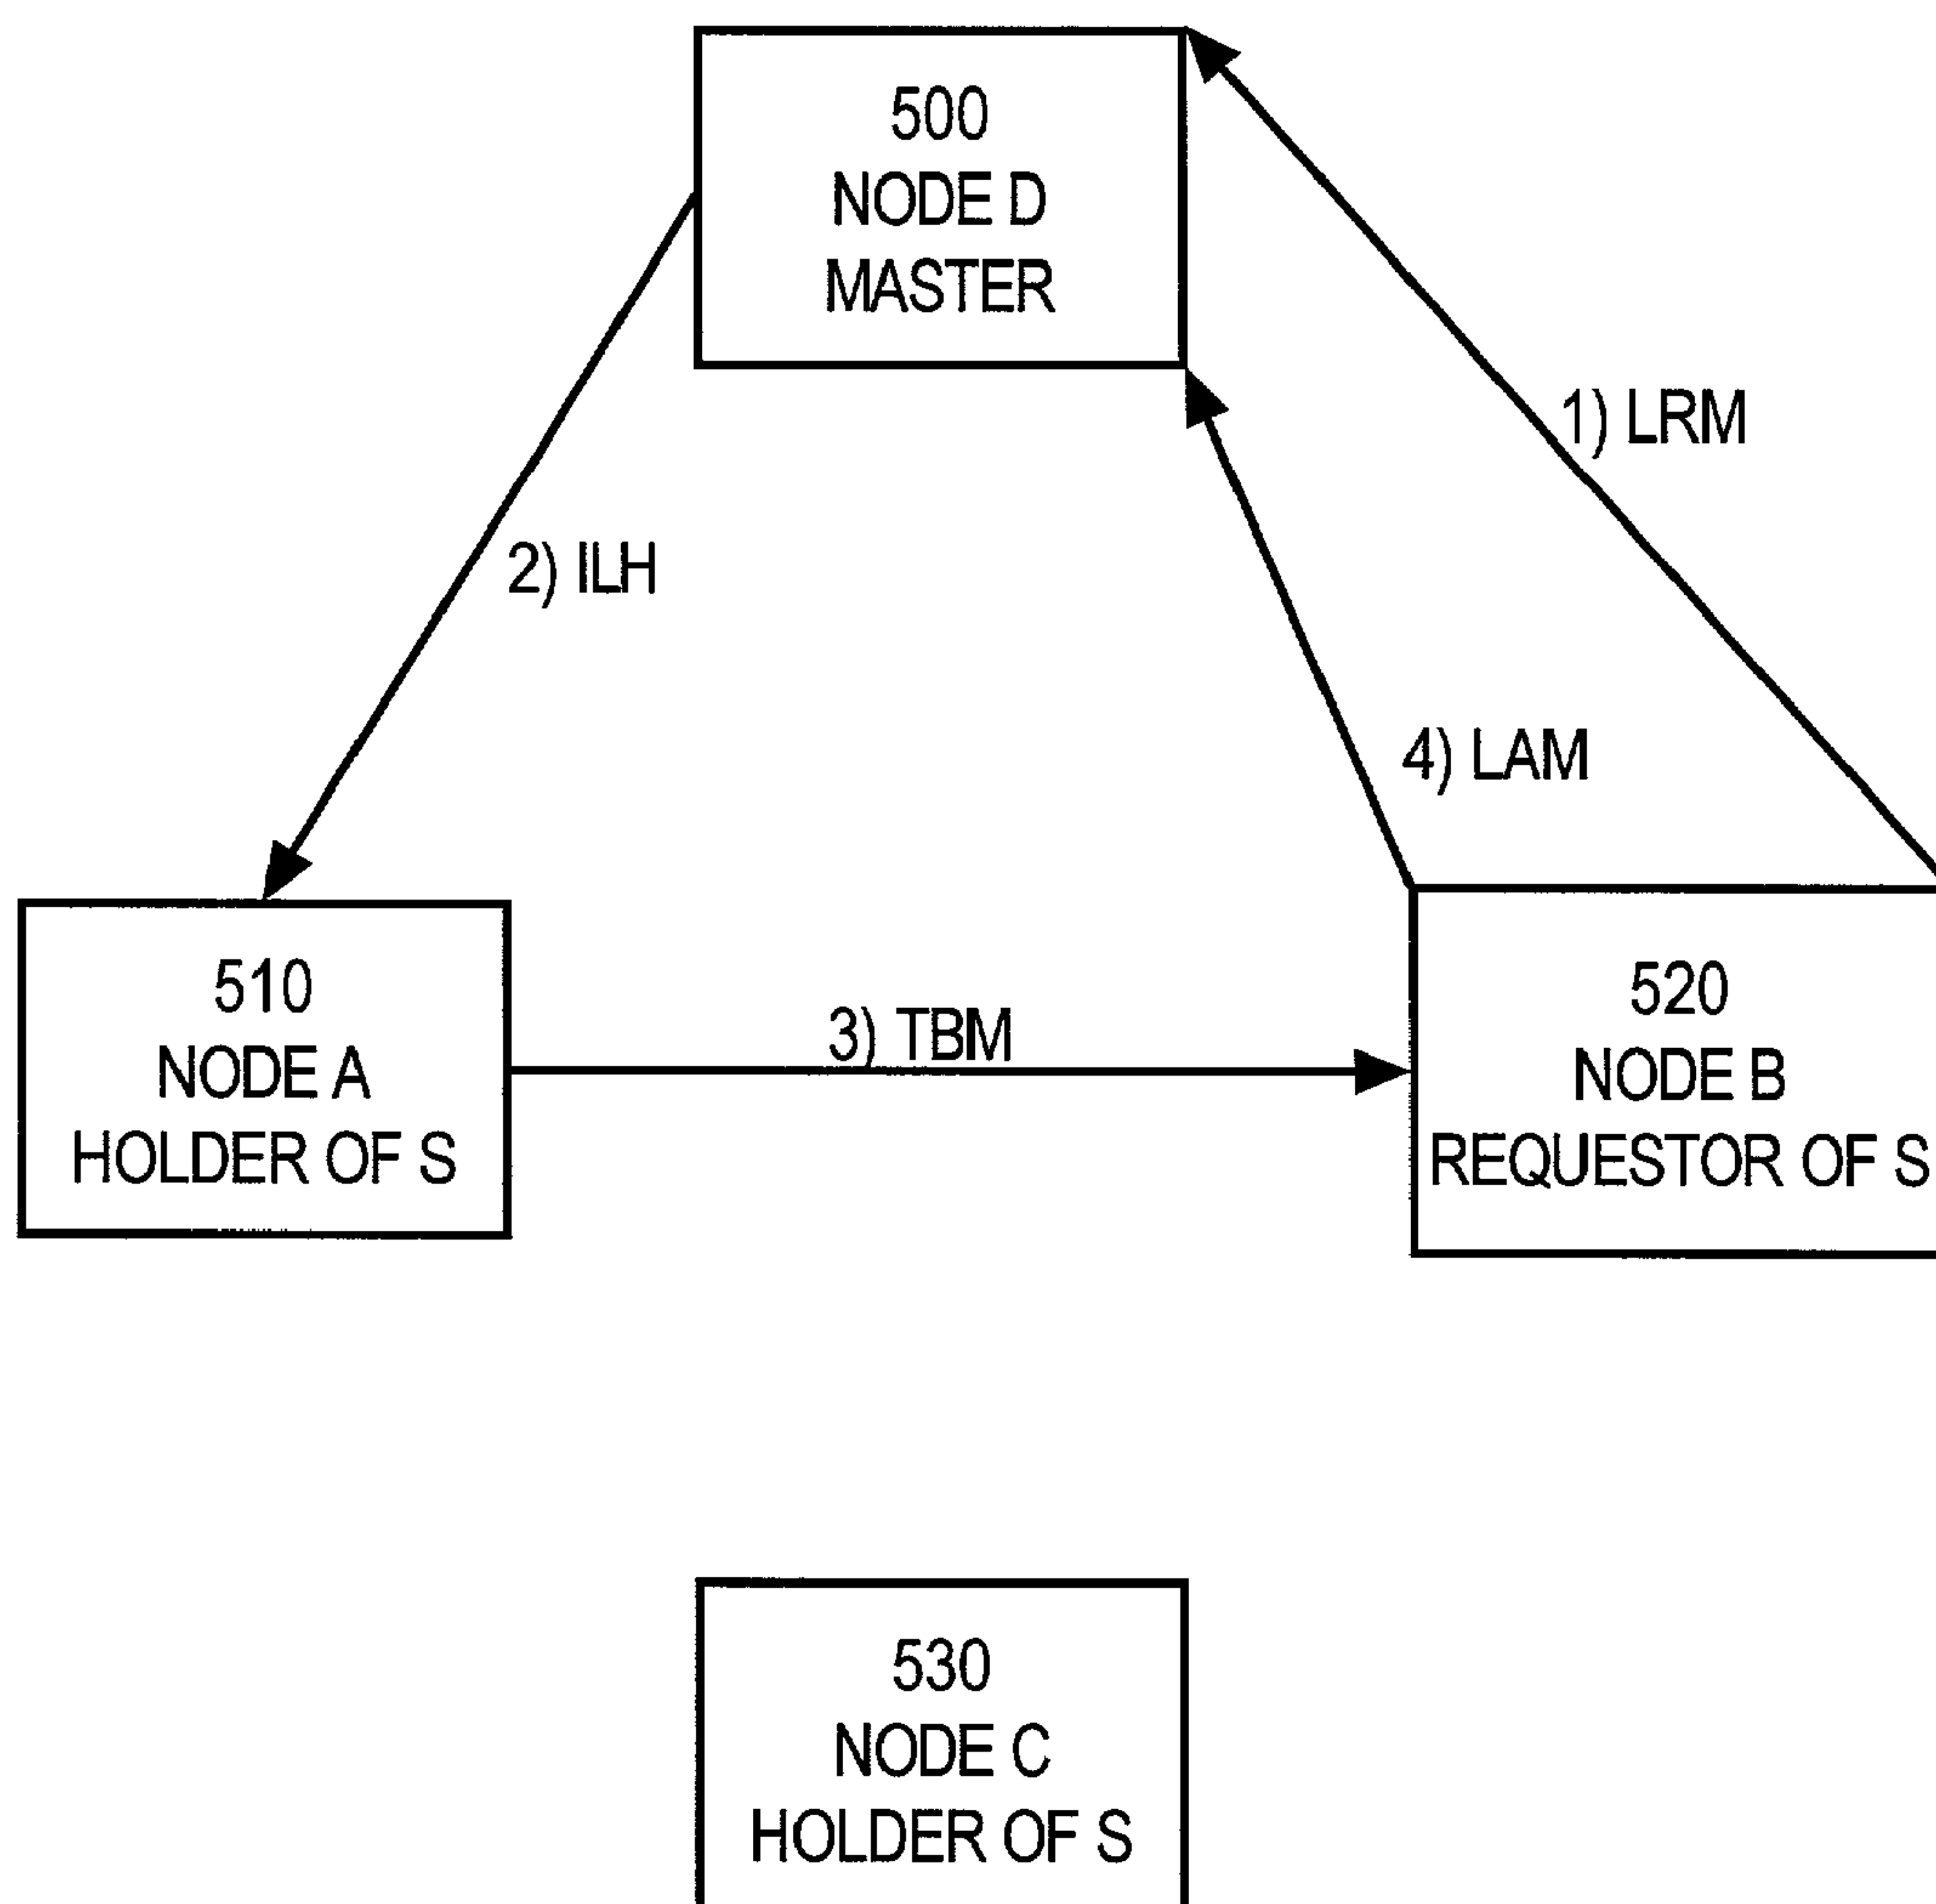 500
NODE D
MASTER
1) LRM
2) ILH
4) LAM
510
NODE A
HOLDER OF S
3) TBM
520
NODE B
REQUESTOR OF S
530
NODE C
HOLDER OF S